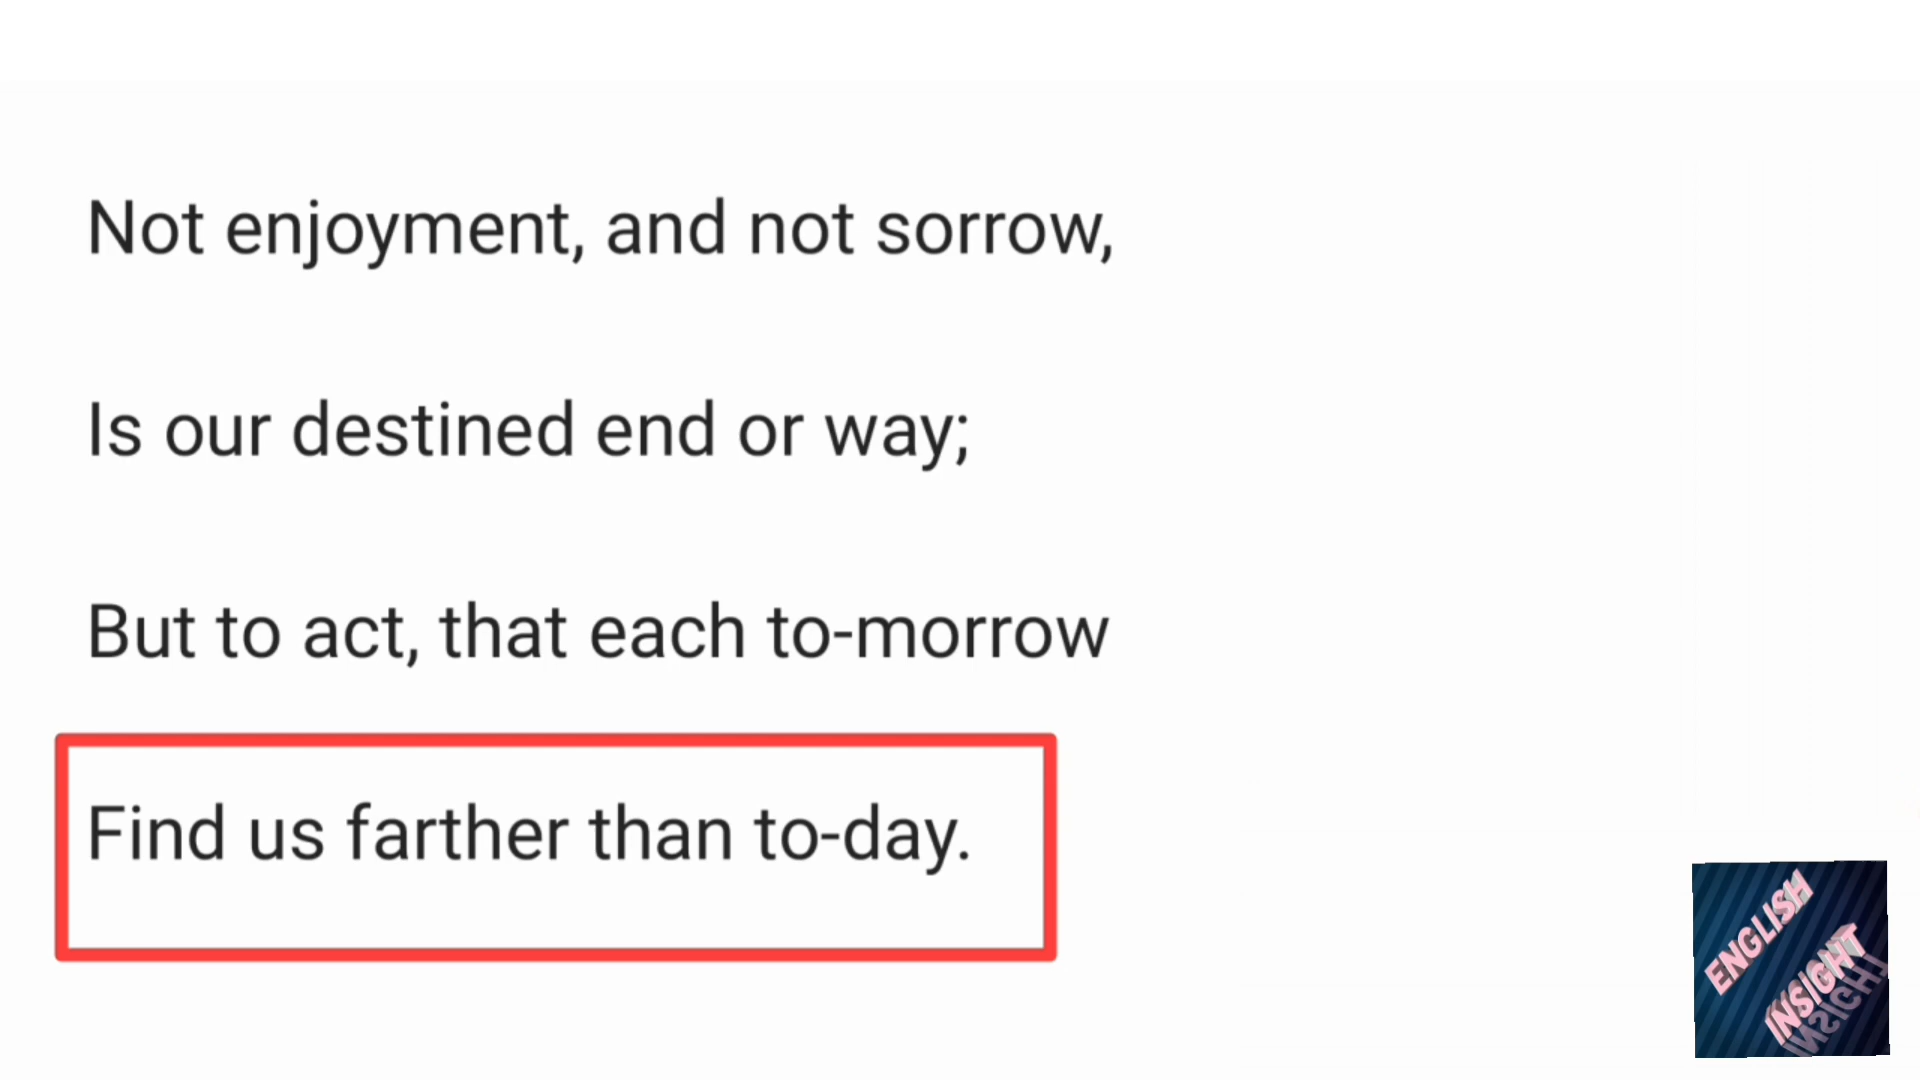 Not enjoyment, and not sorrow,
Is our destined end or way;
But to act, that each to-morrow
Find us farther than to-day.
ENGLISH
INSIGHT